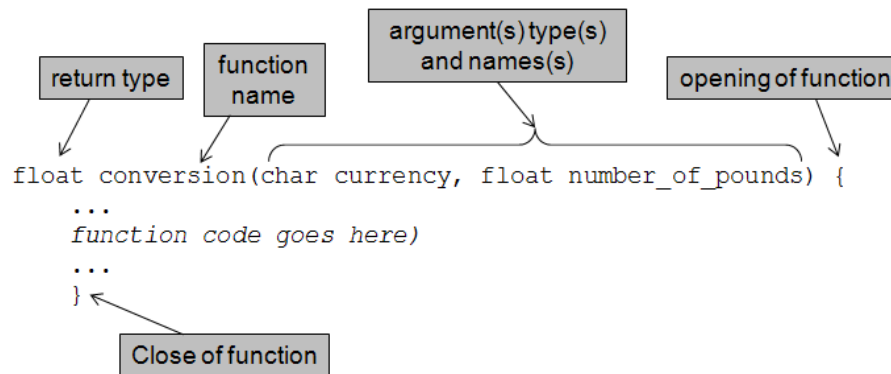 argument(s) type(s)
and names(s)
return type
function
name
opening of function
float conversion(char currency, float number_of_pounds) {
...
function code goes here)
...
}
Close of function